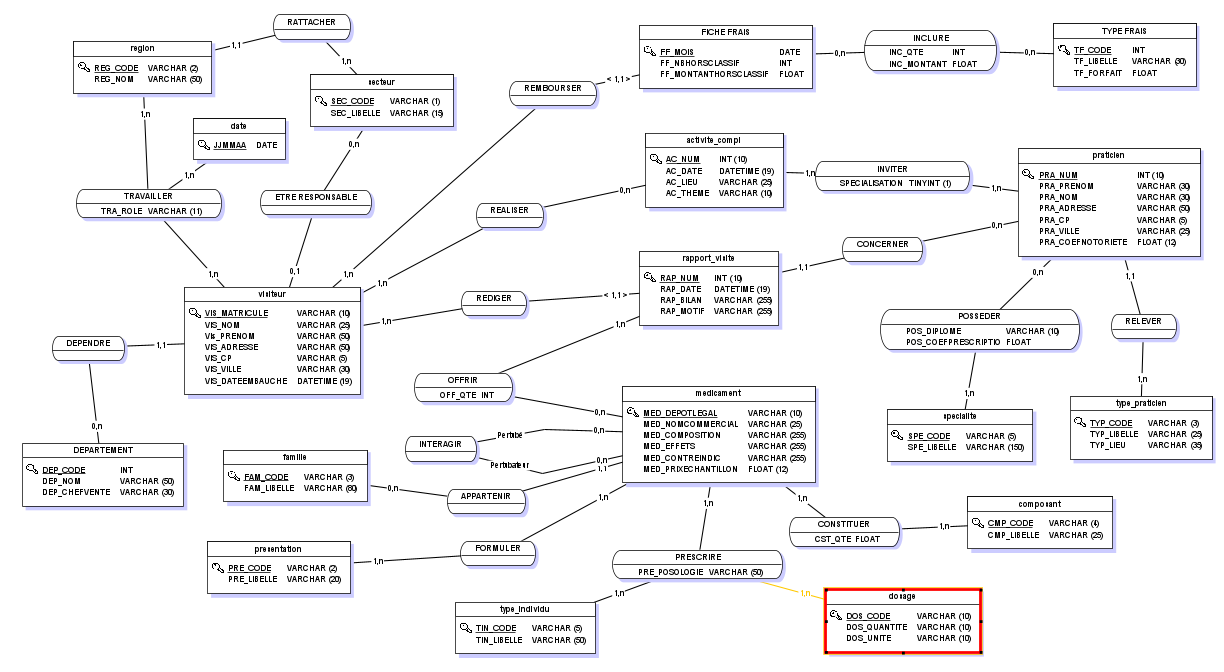 RATTACHER
region
REG_CODE VARCHAR (2)
REG_NOM VARCHAR (50)
1,1
1,n
secteur
SEC_CODE VARCHAR (1)
SEC_LIBELLE VARCHAR (15)
FICHE FRAIS
FF_MOIS DATE
FF_NBHORSCLASSIF INT
FF_MONTANTHORSCLASSIF FLOAT
0,n
INCLURE
INC_QTE INT
INC_MONTANT FLOAT
0,n
TYPE FRAIS
TF_CODE INT
TF_LIBELLE VARCHAR (30)
TF_FORFAIT FLOAT
< 1,1 >
REMBOURSER
1,n
date
JJMMAA DATE
1,n
0,n
TRAVAILLER
TRA_ROLE VARCHAR (11)
ETRE RESPONSABLE
activite_compl
AC_NUM INT (10)
AC_DATE DATETIME (19)
AC_LIEU VARCHAR (25)
AC_THEME VARCHAR (10)
1,n
INVITER
SPECIALISATION TINYINT (1)
1,n
praticien
PRA_NUM INT (10)
PRA_PRENOM VARCHAR (30)
PRA_NOM VARCHAR (30)
PRA_ADRESSE VARCHAR (50)
PRA_CP VARCHAR (5)
PRA_VILLE VARCHAR (25)
PRA_COEFNOTORIETE FLOAT (12)
0,n
REALISER
0,n
CONCERNER
1,1
rapport_visite
RAP_NUM INT (10)
RAP_DATE DATETIME (19)
RAP_BILAN VARCHAR (255)
RAP_MOTIF VARCHAR (255)
1,n
0,1
1,n
1,n
visiteur
VIS_MATRICULE VARCHAR (10)
VIS_NOM VARCHAR (25)
Vis_PRENOM VARCHAR (50)
VIS_ADRESSE VARCHAR (50)
VIS_CP VARCHAR (5)
VIS_VILLE VARCHAR (30)
VIS_DATEEMBAUCHE DATETIME (19)
REDIGER
< 1,1 >
1,n
1,n
0,n
1,1
POSSEDER
POS_DIPLOME VARCHAR (10)
POS_COEFPRESCRIPTIO FLOAT
RELEVER
DEPENDRE
1,1
OFFRIR
OFF_QTE INT
0,n
1,n
1,n
medicament
MED_DEPOTLEGAL VARCHAR (10)
MED_NOMCOMMERCIAL VARCHAR (25)
MED_COMPOSITION VARCHAR (255)
MED_EFFETS VARCHAR (255)
MED_CONTREINDIC VARCHAR (255)
MED_PRIXECHANTILLON FLOAT (12)
type_praticien
TYP_CODE VARCHAR (3)
TYP_LIBELLE VARCHAR (25)
TYP_LIEU VARCHAR (35)
specialite
SPE_CODE VARCHAR (5)
SPE_LIBELLE VARCHAR (150)
0,n
INTERAGIR
Pertubé
0,n
Pertubateur
0,n
1,1
DEPARTEMENT
DEP_CODE INT
DEP_NOM VARCHAR (50)
DEP_CHEFVENTE VARCHAR (30)
famille
FAM_CODE VARCHAR (3)
FAM_LIBELLE VARCHAR (80)
0,n
APPARTENIR
1,n
1,n
1,n
CONSTITUER
CST_QTE FLOAT
1,n
composant
CMP_CODE VARCHAR (4)
CMP_LIBELLE VARCHAR (25)
presentation
PRE_CODE VARCHAR (2)
PRE_LIBELLE VARCHAR (20)
1,n
FORMULER
PRESCRIRE
PRE_POSOLOGIE VARCHAR (50)
1,n
1,n
type_individu
TIN_CODE VARCHAR (5)
TIN_LIBELLE VARCHAR (50)
dosage
DOS_CODE VARCHAR (10)
DOS_QUANTITE VARCHAR (10)
DOS_UNITE VARCHAR (10)